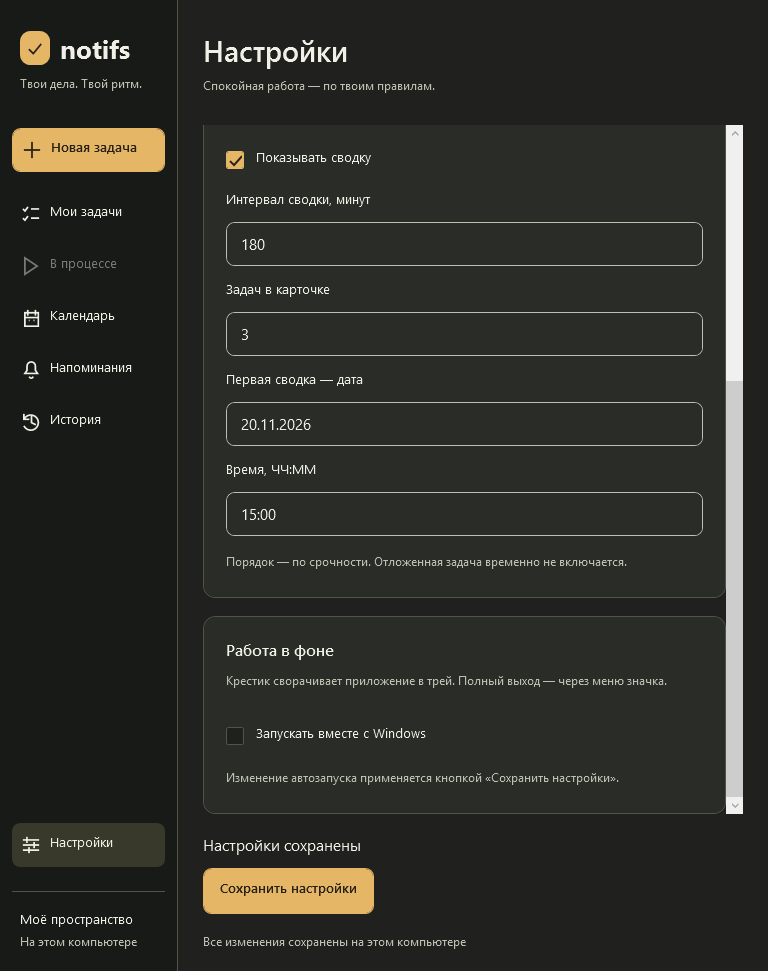 notifs
Твои дела. Твой ритм.
Новая задача
Мои задачи
В процессе
Календарь
Напоминания
История
Настройки
Моё пространство
На этом компьютере
Настройки
Спокойная работа — по твоим правилам.
Показывать сводку
Интервал сводки, минут
180
Задач в карточке
3
Первая сводка — дата
20.11.2026
Время, ЧЧ:ММ
15:00
Порядок — по срочности. Отложенная задача временно не включается.
Работа в фоне
Крестик сворачивает приложение в трей. Полный выход — через меню значка.
Запускать вместе с Windows
Изменение автозапуска применяется кнопкой «Сохранить настройки».
Настройки сохранены
Сохранить настройки
Все изменения сохранены на этом компьютере